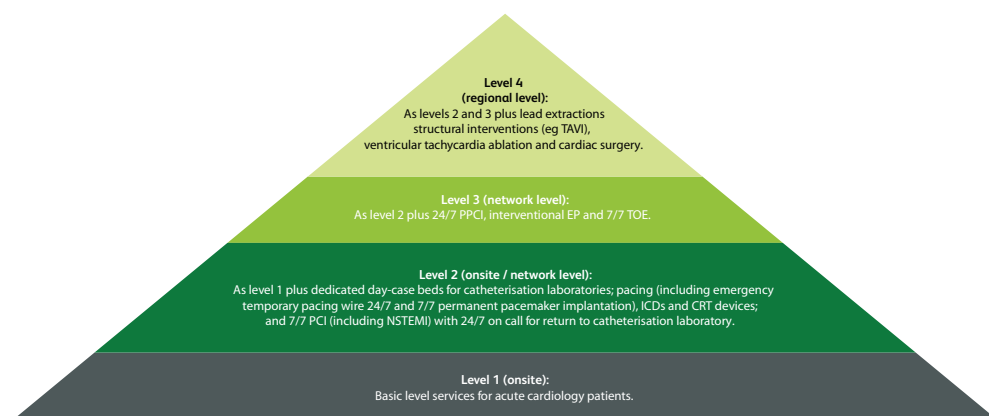 Level 4
(regional level):
As levels 2 and 3 plus lead extractions
structural interventions (eg TAVI),
ventricular tachycardia ablation and cardiac surgery.
Level 3 (network level):
As level 2 plus 24/7 PPCI, interventional EP and 7/7 TOE.
Level 2 (onsite / network level):
As level 1 plus dedicated day-case beds for catheterisation laboratories; pacing (including emergency
temporary pacing wire 24/7 and 7/7 permanent pacemaker implantation), ICDs and CRT devices;
and 7/7 PCI (including NSTEMI) with 24/7 on call for return to catheterisation laboratory.
Level 1 (onsite):
Basic level services for acute cardiology patients.